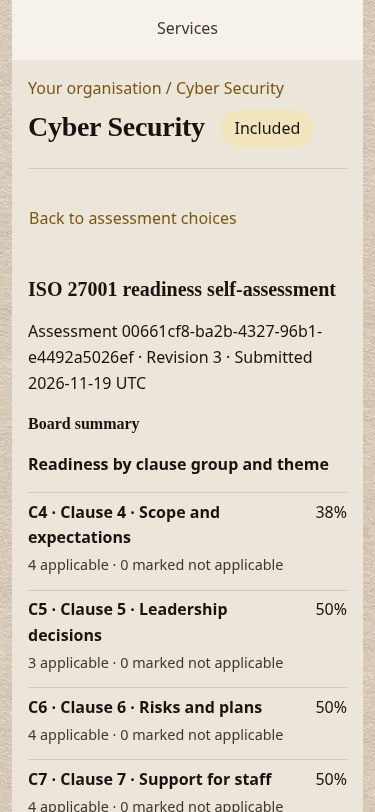 Services
Your organisation / Cyber Security
Cyber Security
Included
Back to assessment choices
ISO 27001 readiness self-assessment
Assessment 00661cf8-ba2b-4327-96b1-
e4492a5026ef · Revision 3 · Submitted
2026-11-19 UTC
Board summary
Readiness by clause group and theme
C4 · Clause 4 · Scope and 38%
expectations
4 applicable · 0 marked not applicable
C5 · Clause 5 · Leadership 50%
decisions
3 applicable · 0 marked not applicable
C6 · Clause 6 · Risks and plans 50%
4 applicable · 0 marked not applicable
C7 · Clause 7 · Support for staff 50%
4 applicable · 0 marked not applicable